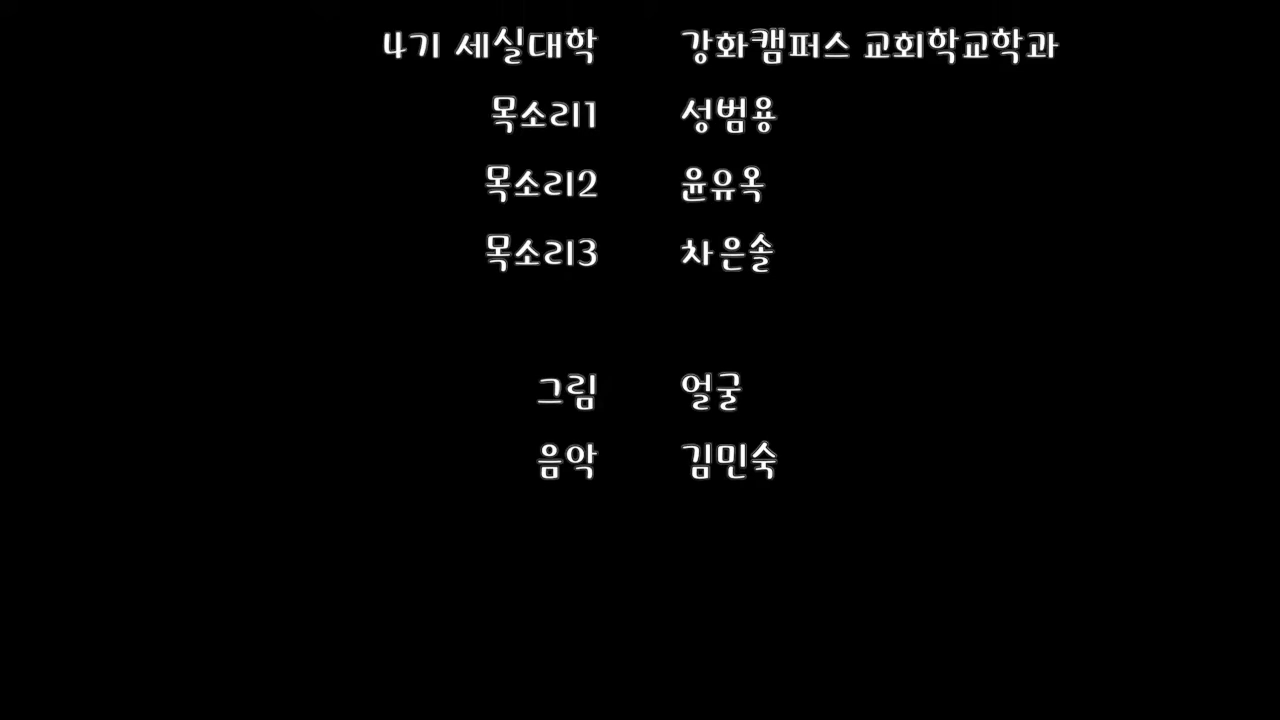 4기 세실대학 강화캠퍼스 교회학교학과
목소리1 성범용
목소리2 윤유옥
목소리3 차은솔
그림 얼굴
음악 김민숙